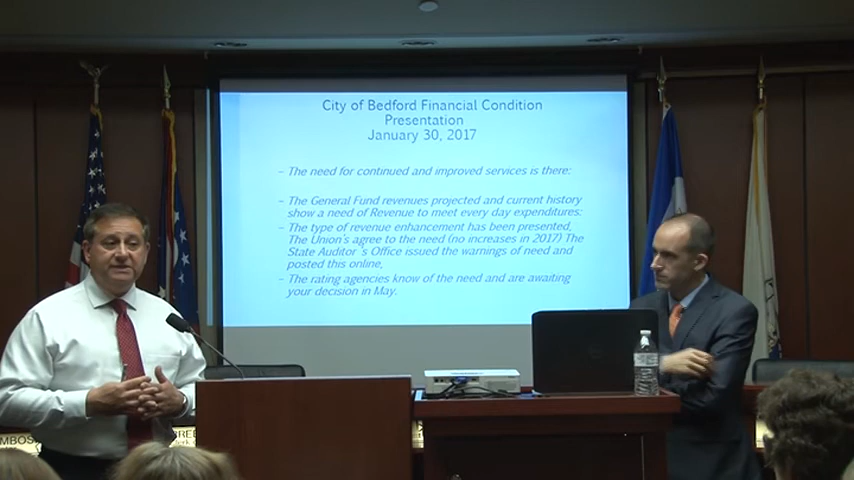 City of Bedford Financial Condition
Presentation
January 30, 2017
– The need for continued and improved services is there:
– The General Fund revenues projected and current history
show a need of Revenue to meet every day expenditures:
– The type of revenue enhancement has been presented,
The Union's agree to the need (no increases in 2017) The
State Auditor 's Office issued the warnings of need and
posted this online,
– The rating agencies know of the need and are awaiting
your decision in May.